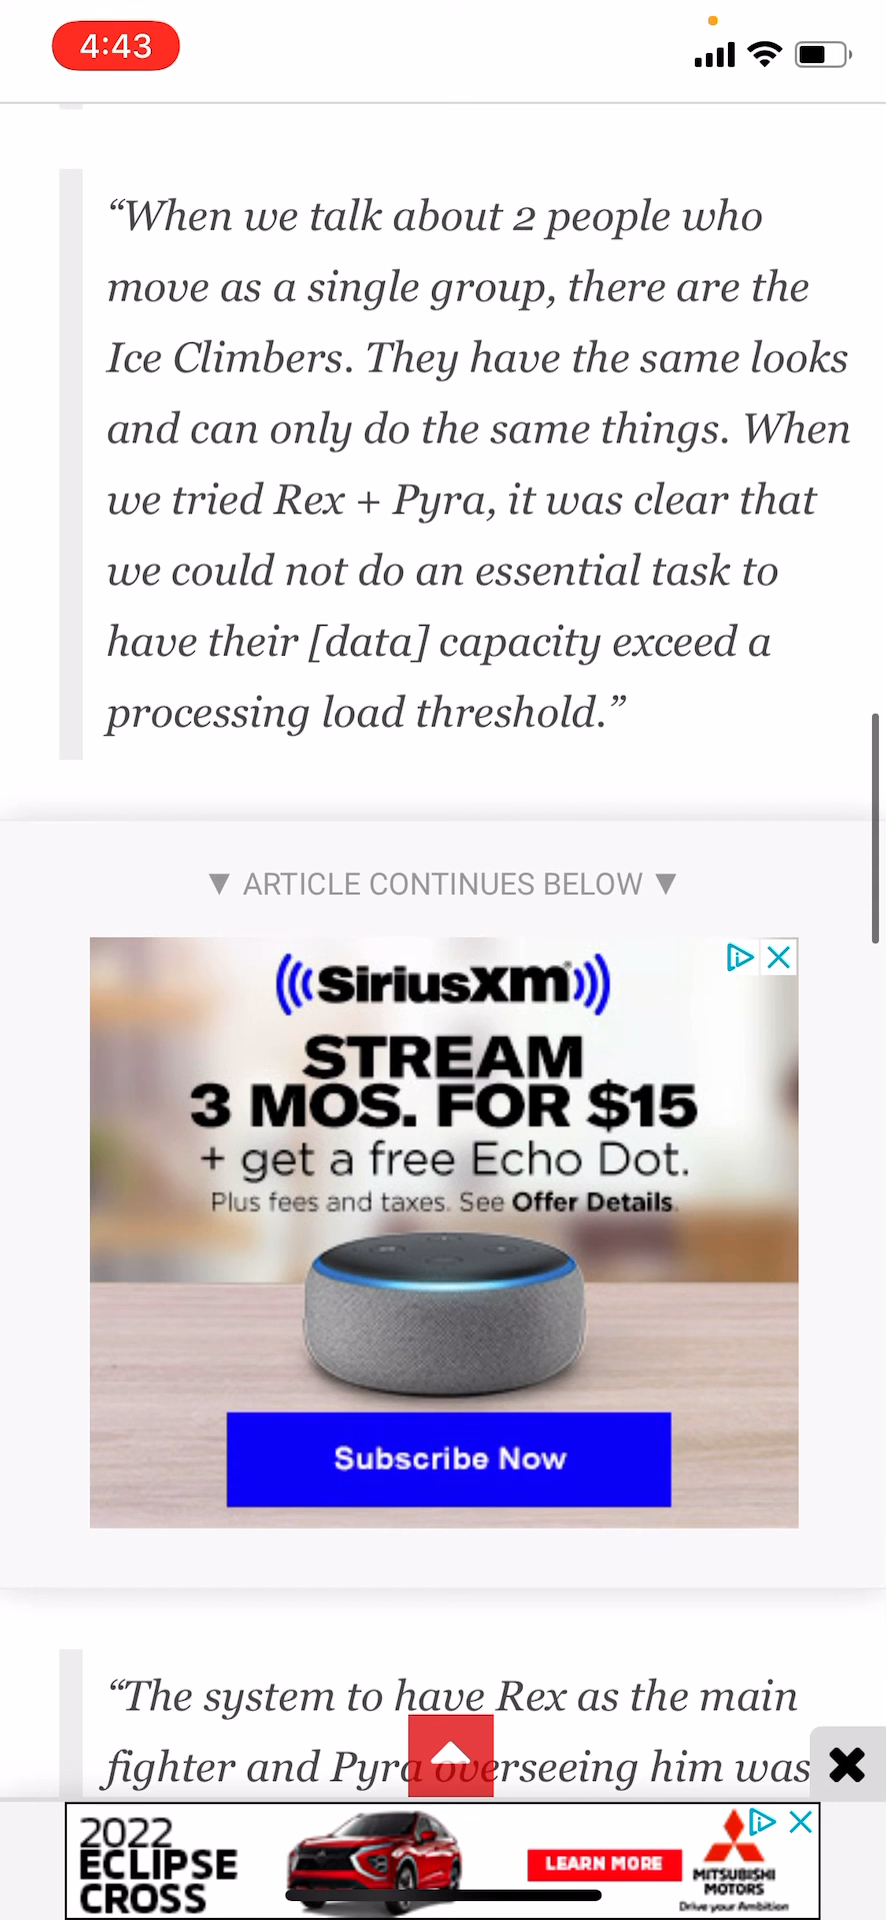 4:43
“When we talk about 2 people who
move as a single group, there are the
Ice Climbers. They have the same looks
and can only do the same things. When
we tried Rex + Pyra, it was clear that
we could not do an essential task to
have their [data] capacity exceed a
processing load threshold.”
▼ ARTICLE CONTINUES BELOW ▼
SiriusXm
STREAM
3 MOS. FOR $15
+ get a free Echo Dot.
Plus fees and taxes. See Offer Details.
Subscribe Now
“The system to have Rex as the main
fighter and Pyra overseeing him was
2022
ECLIPSE
CROSS
LEARN MORE
MITSUBISHI
MOTORS
Drive your Ambition